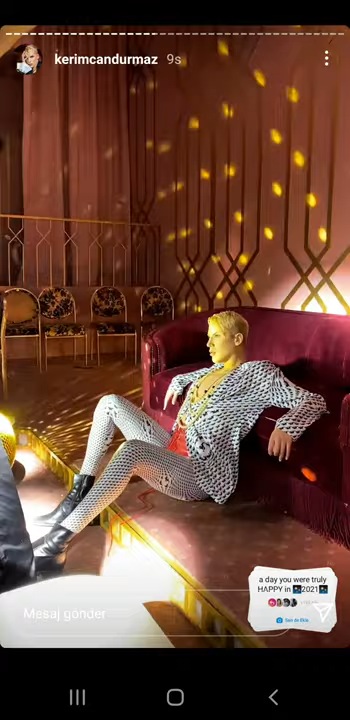 kerimcandurmaz 9s
a day you were truly
HAPPY in 2021
Sen de Ekle
Mesaj gönder